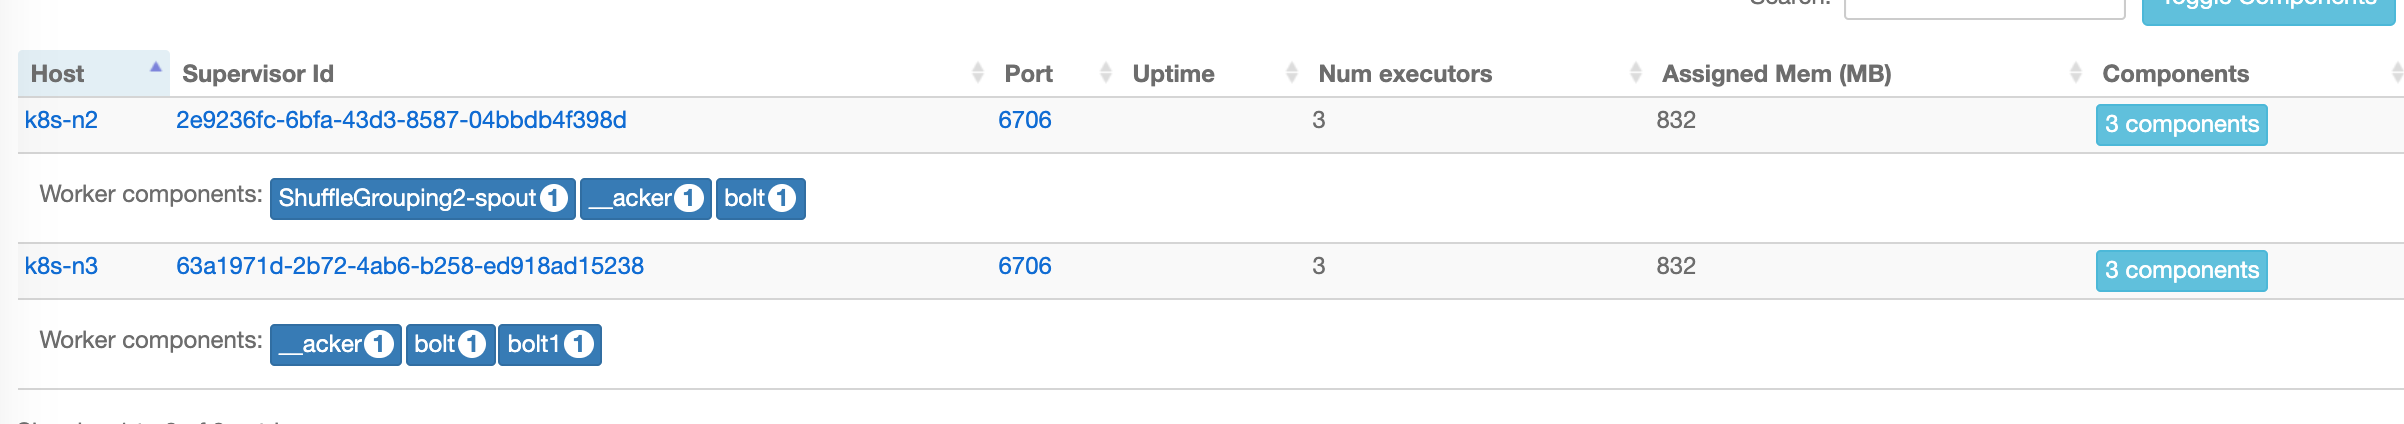 Search: Toggle Components
Host Supervisor Id Port Uptime Num executors Assigned Mem (MB) Components
k8s-n2 2e9236fc-6bfa-43d3-8587-04bbdb4f398d 6706 3 832 3 components
Worker components: ShuffleGrouping2-spout 1 __acker 1 bolt 1
k8s-n3 63a1971d-2b72-4ab6-b258-ed918ad15238 6706 3 832 3 components
Worker components: __acker 1 bolt 1 bolt1 1